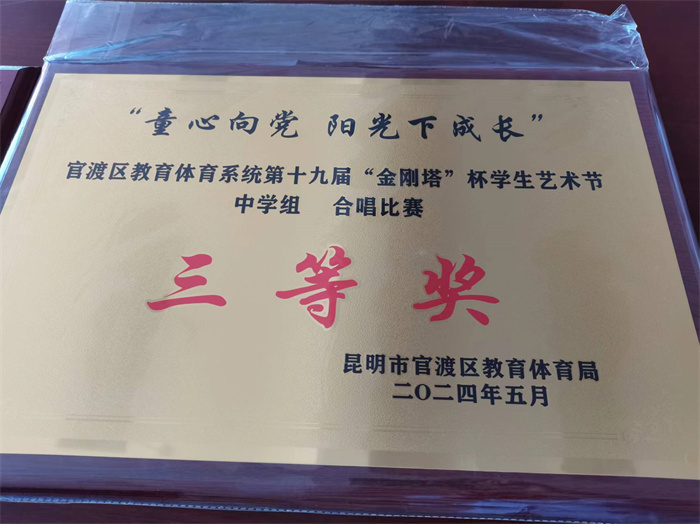 “童心向党 阳光下成长”
官渡区教育体育系统第十九届“金刚塔”杯学生艺术节
中学组 合唱比赛
三等奖
昆明市官渡区教育体育局
二〇二四年五月